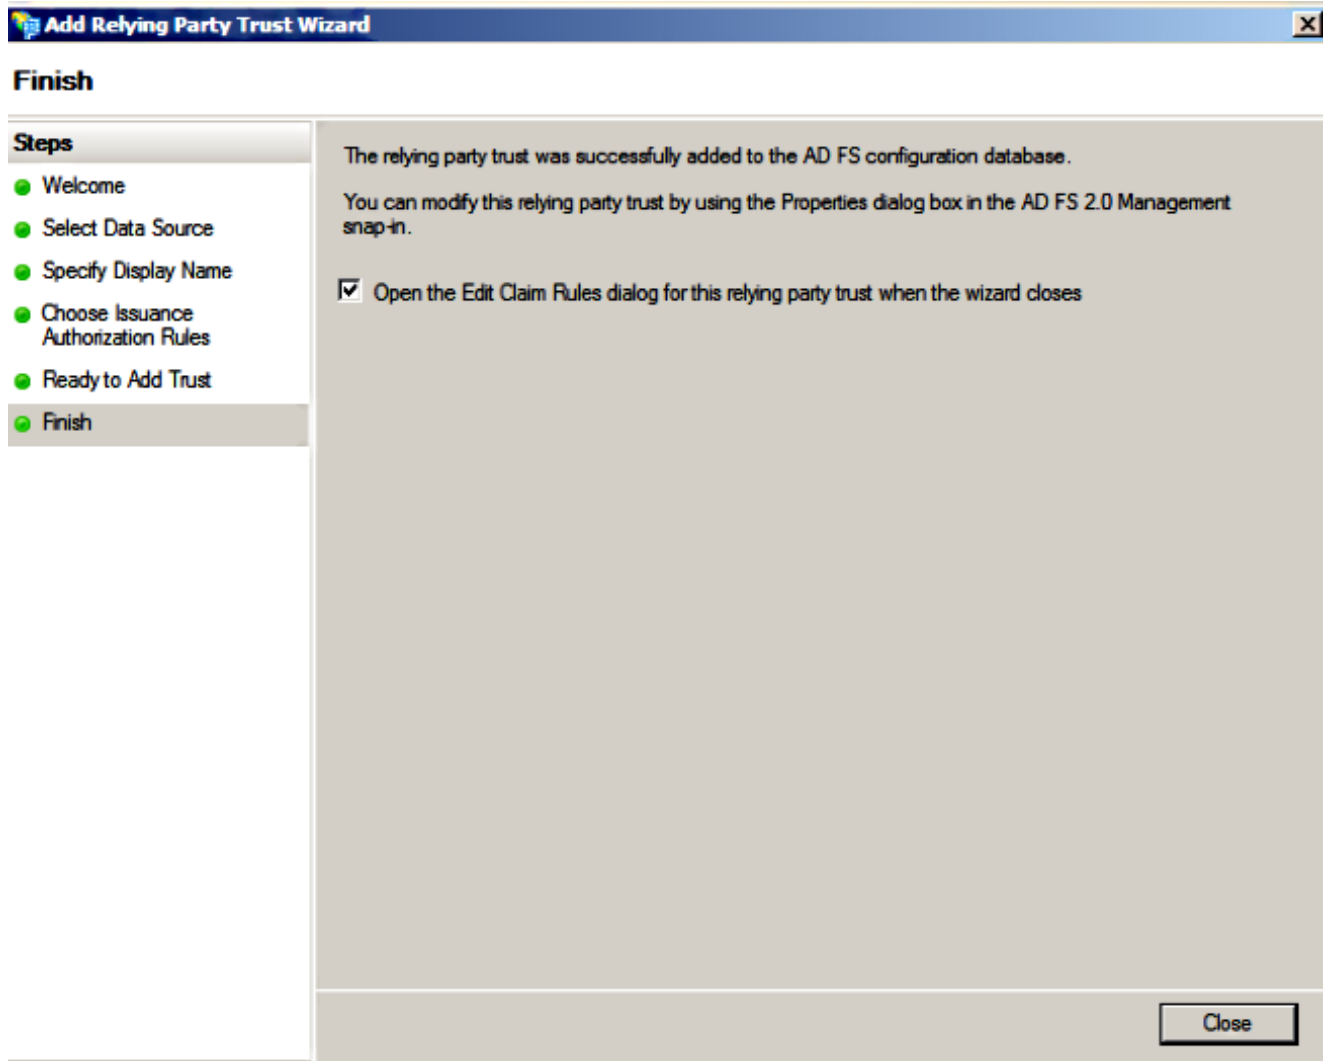 Add Relying Party Trust Wizard
Finish
Steps
Welcome
Select Data Source
Specify Display Name
Choose Issuance
Authorization Rules
Ready to Add Trust
Finish
The relying party trust was successfully added to the AD FS configuration database.
You can modify this relying party trust by using the Properties dialog box in the AD FS 2.0 Management
snap-in.
Open the Edit Claim Rules dialog for this relying party trust when the wizard closes
Close